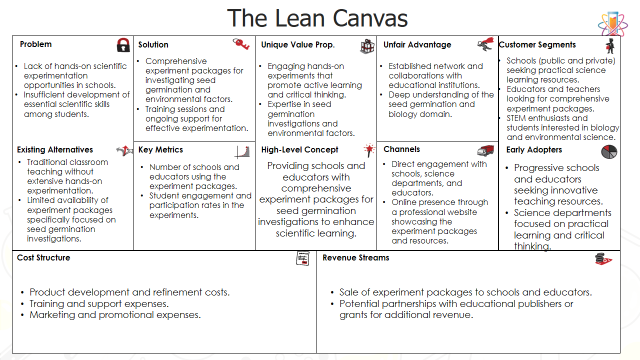 The Lean Canvas
Problem
• Lack of hands-on scientific
experimentation
opportunities in schools.
• Insufficient development of
essential scientific skills
among students.
Solution
• Comprehensive
experiment packages for
investigating seed
germination and
environmental factors.
• Training sessions and
ongoing support for
effective experimentation.
Unique Value Prop.
• Engaging hands-on
experiments that
promote active learning
and critical thinking.
• Expertise in seed
germination
investigations and
environmental factors.
Unfair Advantage
• Established network and
collaborations with
educational institutions.
• Deep understanding of the
seed germination and
biology domain.
Customer Segments
• Schools (public and private)
seeking practical science
learning resources.
• Educators and teachers
looking for comprehensive
experiment packages.
• STEM enthusiasts and
students interested in biology
and environmental science.
Existing Alternatives
• Traditional classroom
teaching without
extensive hands-on
experimentation.
• Limited availability of
experiment packages
specifically focused on
seed germination
investigations.
Key Metrics
• Number of schools and
educators using the
experiment packages.
• Student engagement and
participation rates in the
experiments.
High-Level Concept
Providing schools and
educators with
comprehensive
experiment packages for
seed germination
investigations to enhance
scientific learning.
Channels
• Direct engagement with
schools, science
departments, and
educators.
• Online presence through
a professional website
showcasing the
experiment packages
and resources.
Early Adopters
• Progressive schools
and educators
seeking innovative
teaching resources.
• Science departments
focused on practical
learning and critical
thinking.
Cost Structure
• Product development and refinement costs.
• Training and support expenses.
• Marketing and promotional expenses.
Revenue Streams
• Sale of experiment packages to schools and educators.
• Potential partnerships with educational publishers or
grants for additional revenue.